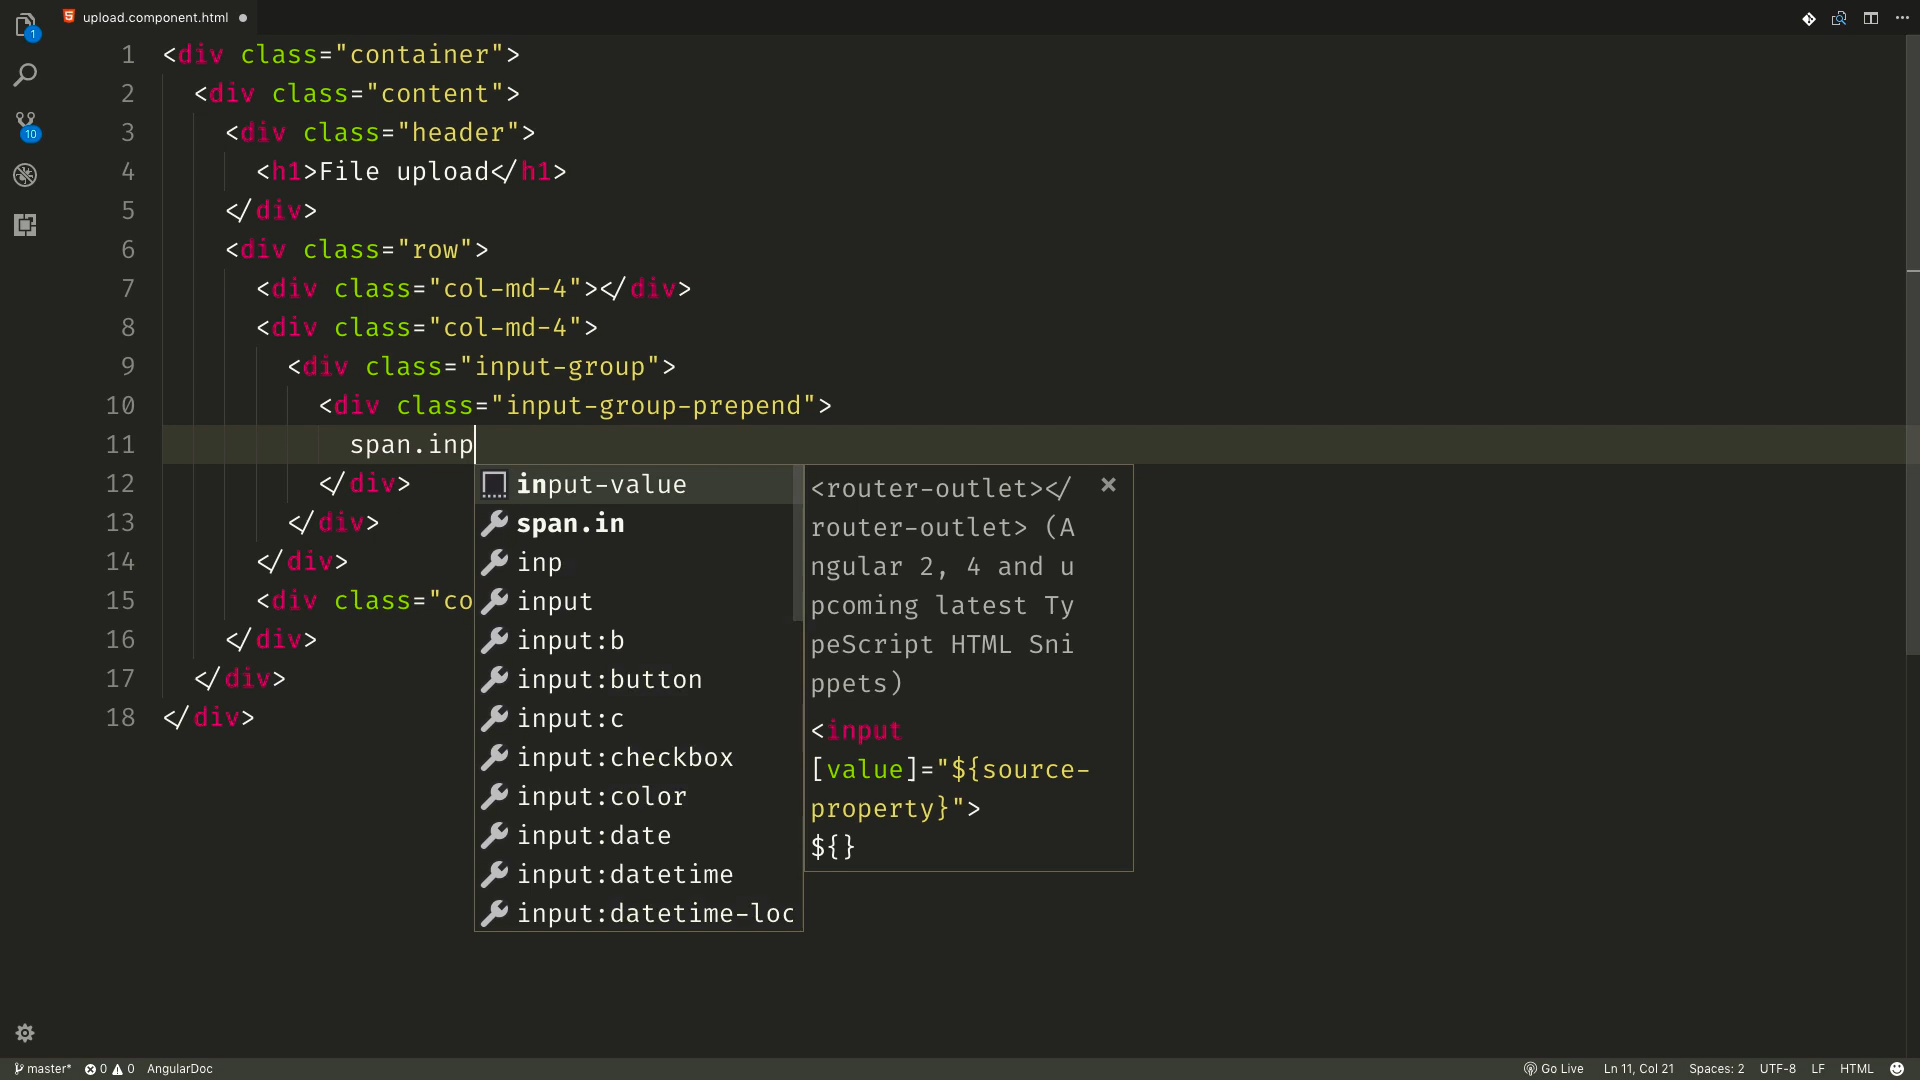 upload.component.html
1
10
1 <div class="container">
2 <div class="content">
3 <div class="header">
4 <h1>File upload</h1>
5 </div>
6 <div class="row">
7 <div class="col-md-4"></div>
8 <div class="col-md-4">
9 <div class="input-group">
10 <div class="input-group-prepend">
11 span.inp
12 </div>
13 </div>
14 </div>
15 <div class="co
16 </div>
17 </div>
18 </div>
input-value
span.in
inp
input
input:b
input:button
input:c
input:checkbox
input:color
input:date
input:datetime
input:datetime-loc
<router-outlet></
router-outlet> (A
ngular 2, 4 and u
pcoming latest Ty
peScript HTML Sni
ppets)
<input
[value]="${source-
property}">
${}
master* 0 0 AngularDoc Go Live Ln 11, Col 21 Spaces: 2 UTF-8 LF HTML